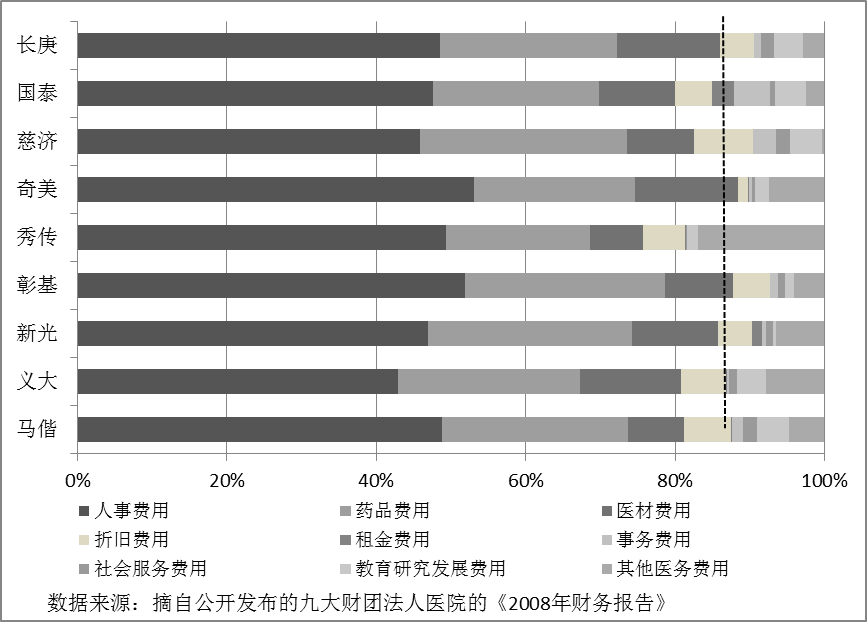 长庚
国泰
慈济
奇美
秀传
彰基
新光
义大
马偕
0% 20% 40% 60% 80% 100%
人事费用 药品费用 医材费用
折旧费用 租金费用 事务费用
社会服务费用 教育研究发展费用 其他医务费用
数据来源：摘自公开发布的九大财团法人医院的《2008年财务报告》